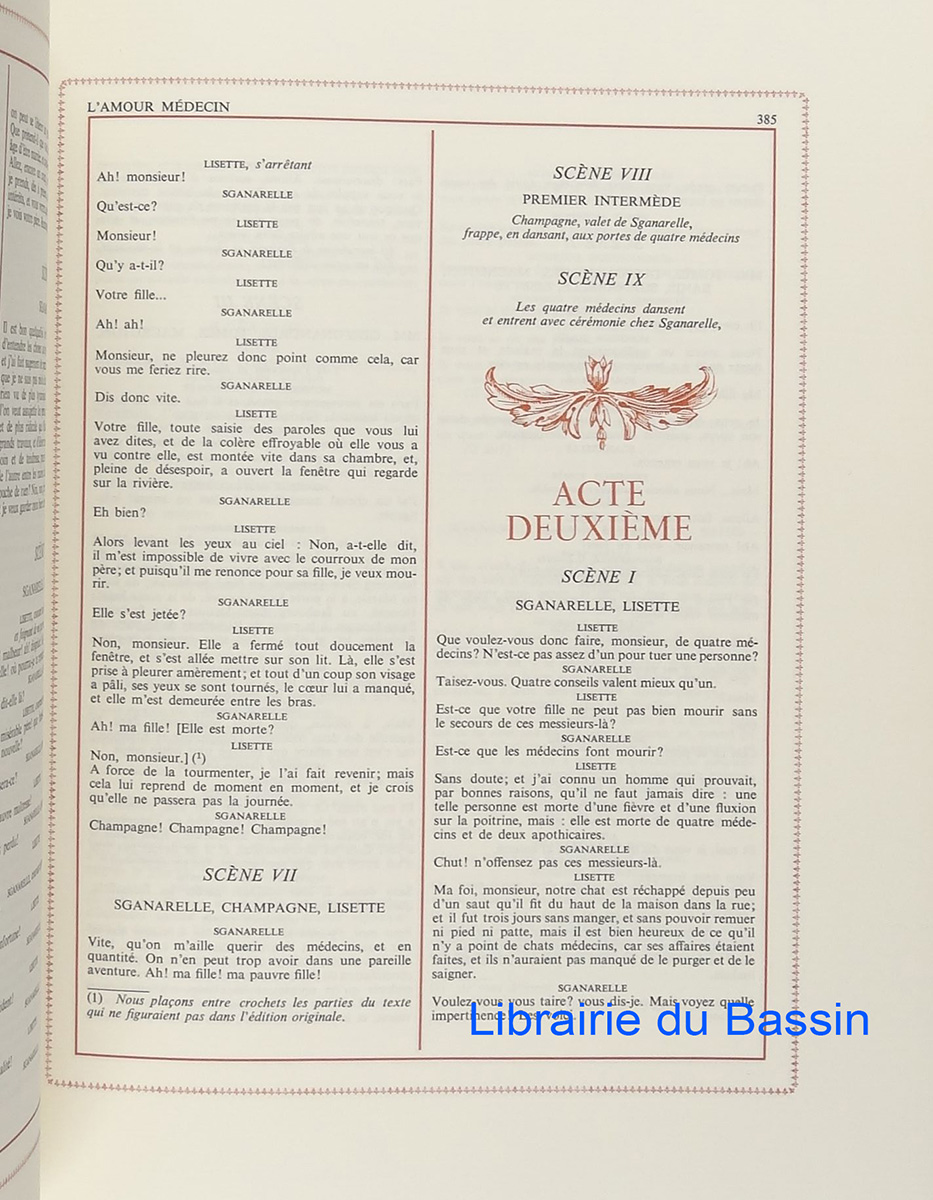 L'AMOUR MÉDECIN
385
LISETTE, s'arrêtant
Ah! monsieur!
SGANARELLE
Qu'est-ce?
LISETTE
Monsieur!
SGANARELLE
Qu'y a-t-il?
LISETTE
Votre fille...
SGANARELLE
Ah! ah!
LISETTE
Monsieur, ne pleurez donc point comme cela, car
vous me feriez rire.
SGANARELLE
Dis donc vite.
LISETTE
Votre fille, toute saisie des paroles que vous lui
avez dites, et de la colère effroyable où elle vous a
vu contre elle, est montée vite dans sa chambre, et,
pleine de désespoir, a ouvert la fenêtre qui regarde
sur la rivière.
SGANARELLE
Eh bien?
LISETTE
Alors levant les yeux au ciel : Non, a-t-elle dit,
il m'est impossible de vivre avec le courroux de mon
père; et puisqu'il me renonce pour sa fille, je veux mou-
rir.
SGANARELLE
Elle s'est jetée?
LISETTE
Non, monsieur. Elle a fermé tout doucement la
fenêtre, et s'est allée mettre sur son lit. Là, elle s'est
prise à pleurer amèrement; et tout d'un coup son visage
a pâli, ses yeux se sont tournés, le cœur lui a manqué,
et elle m'est demeurée entre les bras.
SGANARELLE
Ah! ma fille! [Elle est morte?
LISETTE
Non, monsieur.] (¹)
A force de la tourmenter, je l'ai fait revenir; mais
cela lui reprend de moment en moment, et je crois
qu'elle ne passera pas la journée.
SGANARELLE
Champagne! Champagne! Champagne!
SCÈNE VII
SGANARELLE, CHAMPAGNE, LISETTE
SGANARELLE
Vite, qu'on m'aille querir des médecins, et en
quantité. On n'en peut trop avoir dans une pareille
aventure. Ah! ma fille! ma pauvre fille!
(1) Nous plaçons entre crochets les parties du texte
qui ne figuraient pas dans l'édition originale.
SCÈNE VIII
PREMIER INTERMÈDE
Champagne, valet de Sganarelle,
frappe, en dansant, aux portes de quatre médecins
SCÈNE IX
Les quatre médecins dansent
et entrent avec cérémonie chez Sganarelle,
ACTE
DEUXIÈME
SCÈNE I
SGANARELLE, LISETTE
LISETTE
Que voulez-vous donc faire, monsieur, de quatre mé-
decins? N'est-ce pas assez d'un pour tuer une personne?
SGANARELLE
Taisez-vous. Quatre conseils valent mieux qu'un.
LISETTE
Est-ce que votre fille ne peut pas bien mourir sans
le secours de ces messieurs-là?
SGANARELLE
Est-ce que les médecins font mourir?
LISETTE
Sans doute; et j'ai connu un homme qui prouvait,
par bonnes raisons, qu'il ne faut jamais dire : une
telle personne est morte d'une fièvre et d'une fluxion
sur la poitrine, mais : elle est morte de quatre méde-
cins et de deux apothicaires.
SGANARELLE
Chut! n'offensez pas ces messieurs-là.
LISETTE
Ma foi, monsieur, notre chat est réchappé depuis peu
d'un saut qu'il fit du haut de la maison dans la rue;
et il fut trois jours sans manger, et sans pouvoir remuer
ni pied ni patte, mais il est bien heureux de ce qu'il
n'y a point de chats médecins, car ses affaires étaient
faites, et ils n'auraient pas manqué de le purger et de le
saigner.
SGANARELLE
Voulez-vous vous taire? vous dis-je. Mais voyez quelle
impertinence! Les voici.
Librairie du Bassin